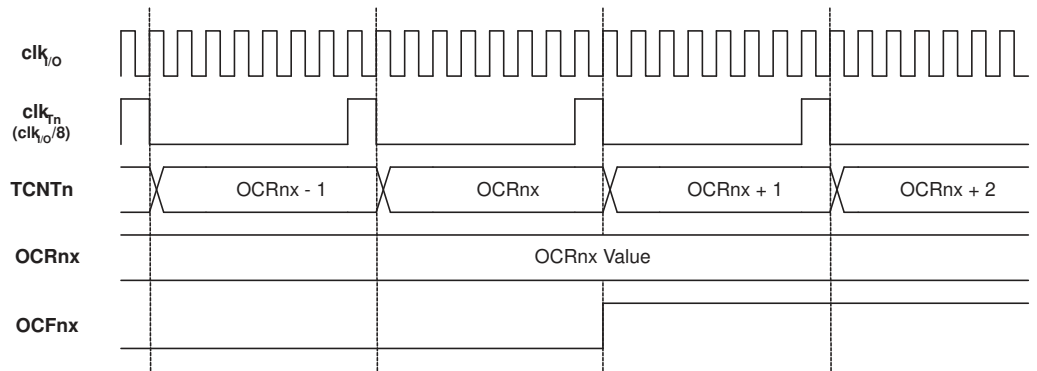 clkI/O
clkTn
(clkI/O/8)
TCNTn OCRnx - 1 OCRnx OCRnx + 1 OCRnx + 2
OCRnx OCRnx Value
OCFnx